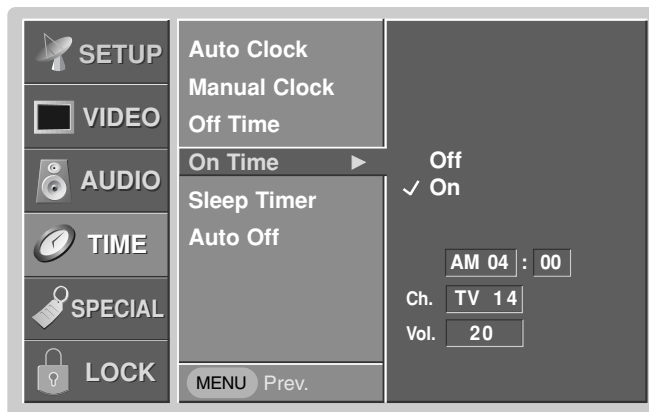 SETUP
VIDEO
AUDIO
TIME
SPECIAL
LOCK
Auto Clock
Manual Clock
Off Time
On Time ►
Sleep Timer
Auto Off
MENU Prev.
Off
✓ On
AM 04 : 00
Ch. TV 14
Vol. 20